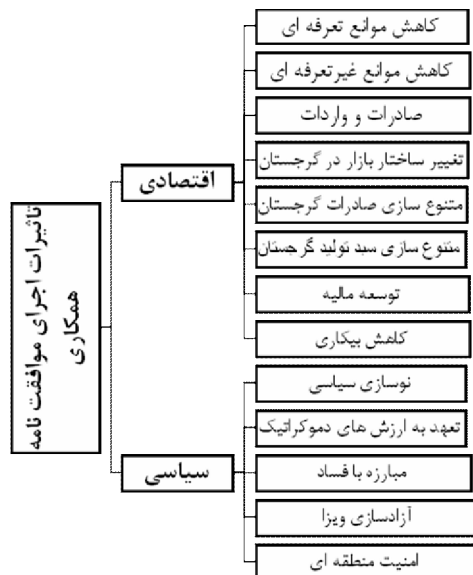 تاثیرات اجرای موافقت نامه
همکاری
اقتصادی
کاهش موانع تعرفه ای
کاهش موانع غیرتعرفه ای
صادرات و واردات
تغییر ساختار بازار در گرجستان
متنوع سازی صادرات گرجستان
متنوع سازی سبد تولید گرجستان
توسعه مالیه
کاهش بیکاری
سیاسی
نوسازی سیاسی
تعهد به ارزش های دموکراتیک
مبارزه با فساد
آزادسازی ویزا
امنیت منطقه ای